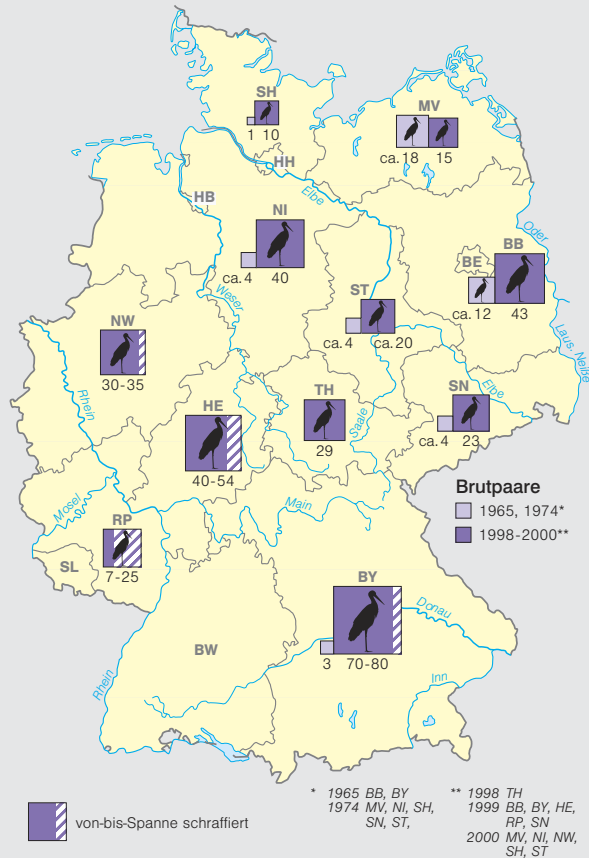 SH
1 10
MV
ca. 18 15
HH
HB
Elbe
NI
ca. 4 40
Oder
BE
BB
ca. 12 43
ST
ca. 4 ca. 20
Weser
NW
30-35
Laus. Neiße
Rhein
HE
40-54
TH
29
Saale
SN
ca. 4 23
Elbe
Brutpaare
1965, 1974*
1998-2000**
Mosel
Main
RP
7-25
SL
BY
3 70-80
Donau
BW
Rhein
Inn
von-bis-Spanne schraffiert
* 1965 BB, BY
1974 MV, NI, SH,
SN, ST,
** 1998 TH
1999 BB, BY, HE,
RP, SN
2000 MV, NI, NW,
SH, ST